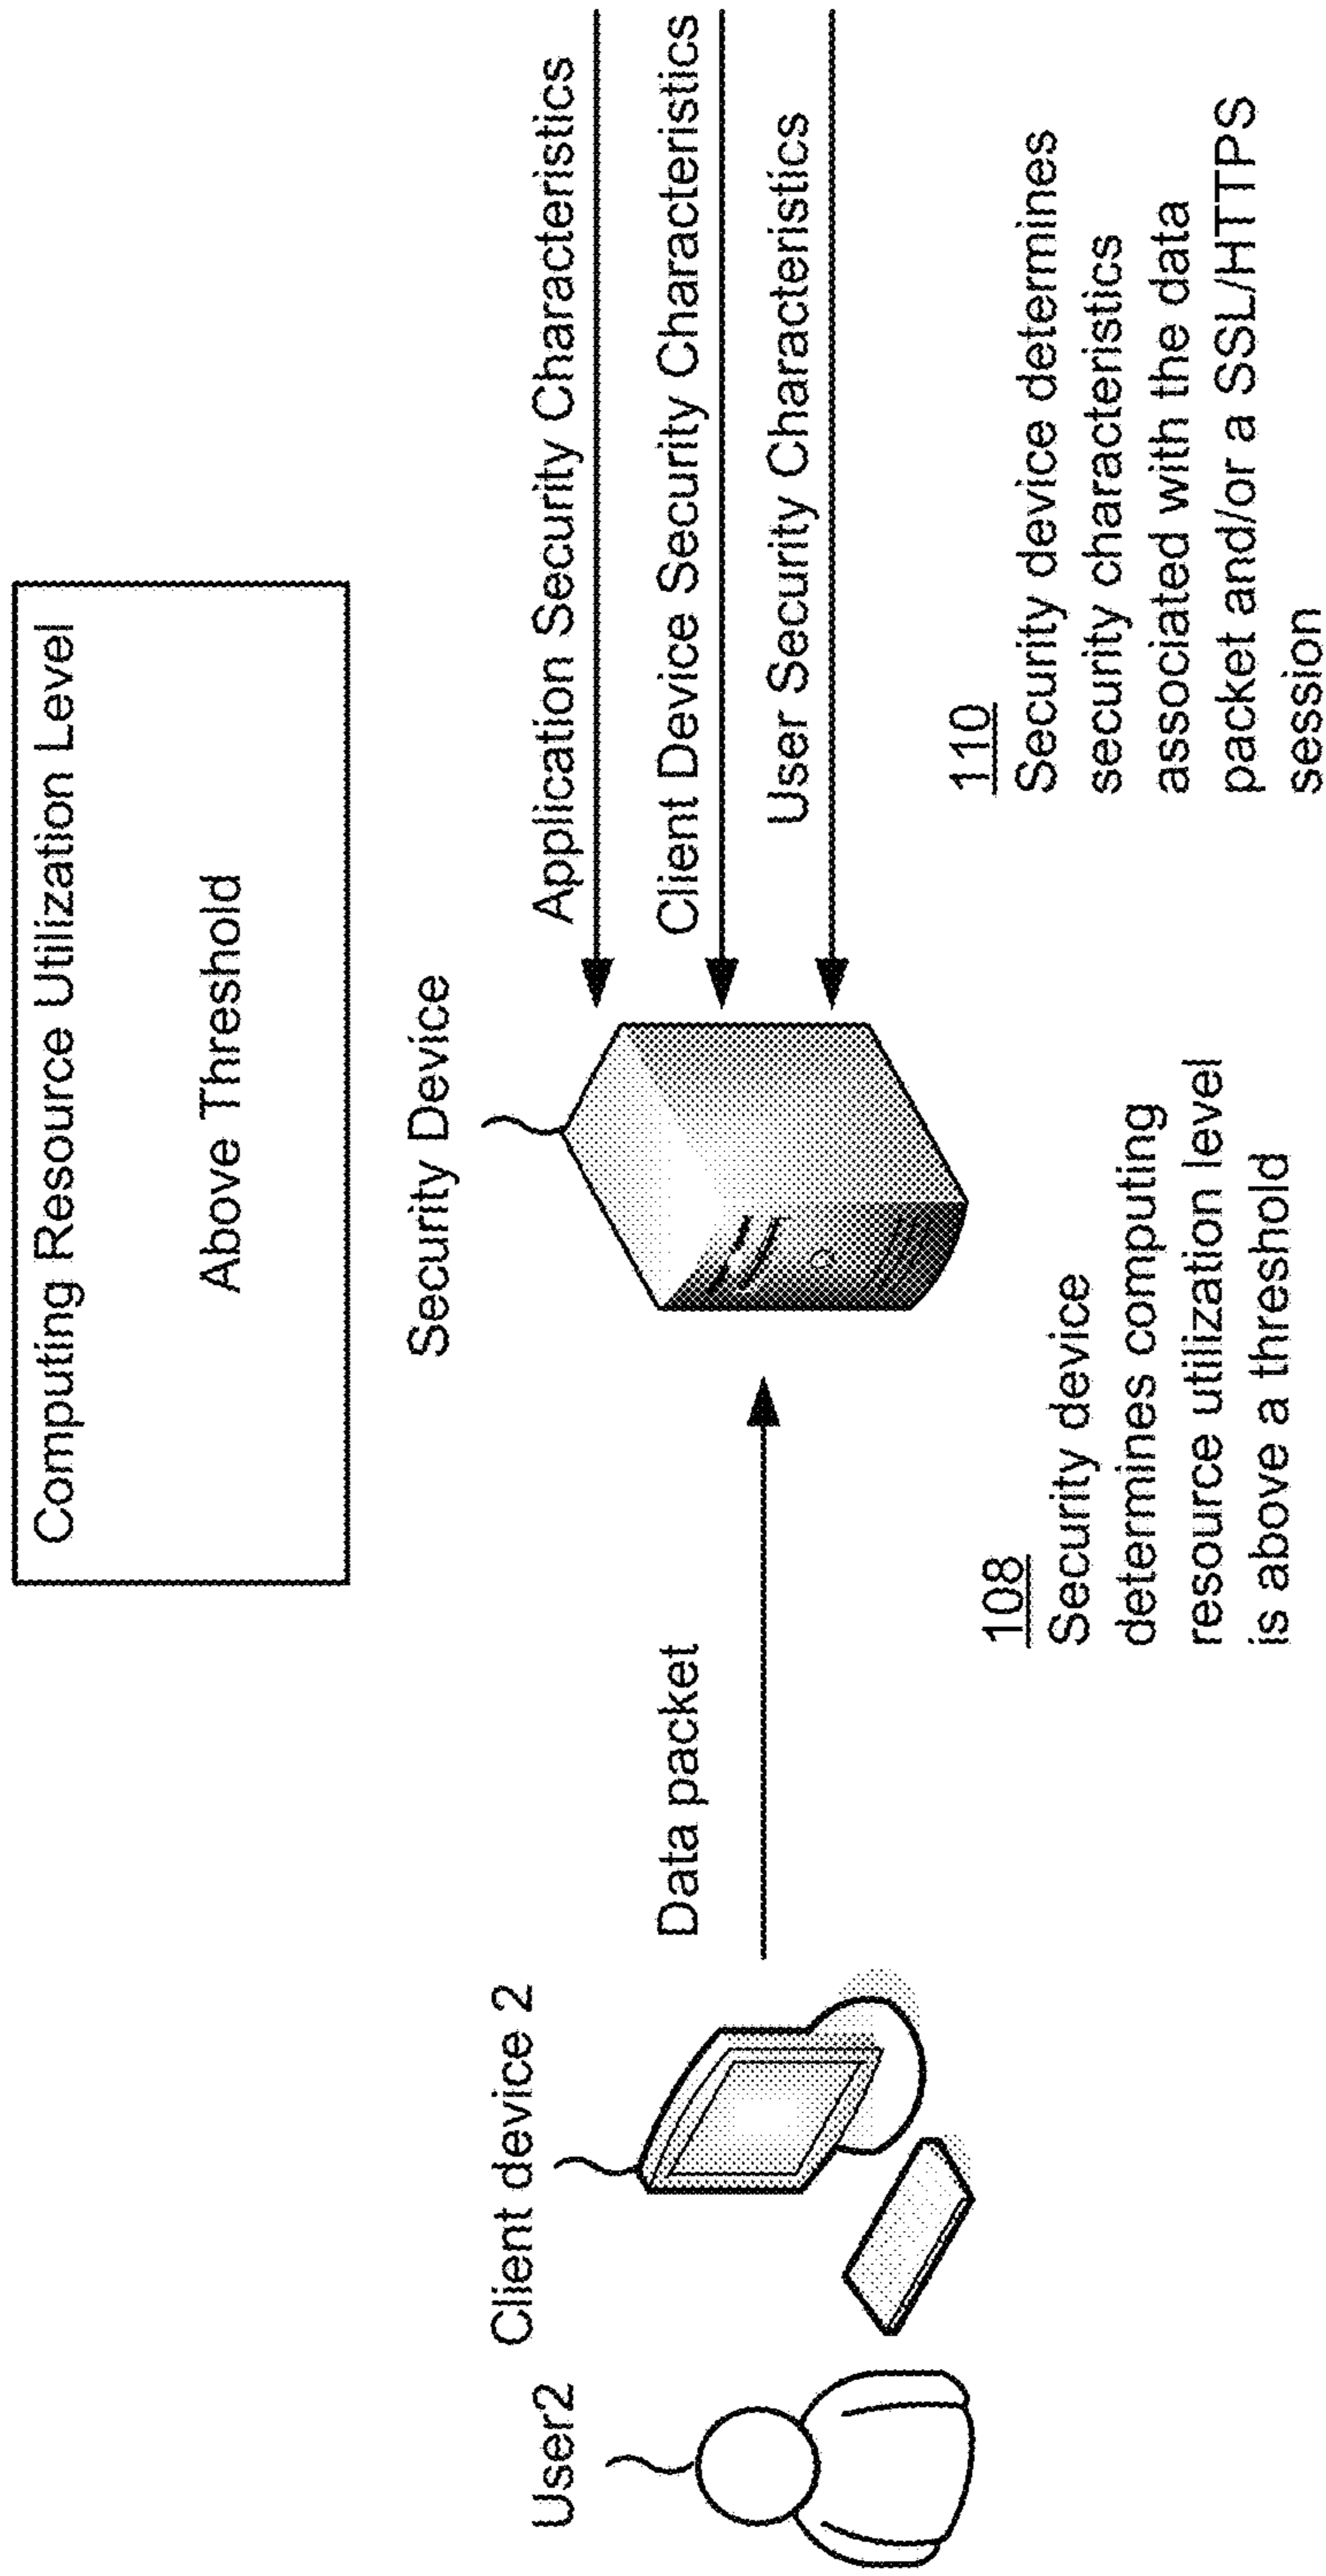 Computing Resource Utilization Level
Above Threshold
Security Device
User2
Client device 2
Data packet
Application Security Characteristics
Client Device Security Characteristics
User Security Characteristics
108
Security device
determines computing
resource utilization level
is above a threshold
110
Security device determines
security characteristics
associated with the data
packet and/or a SSL/HTTPS
session